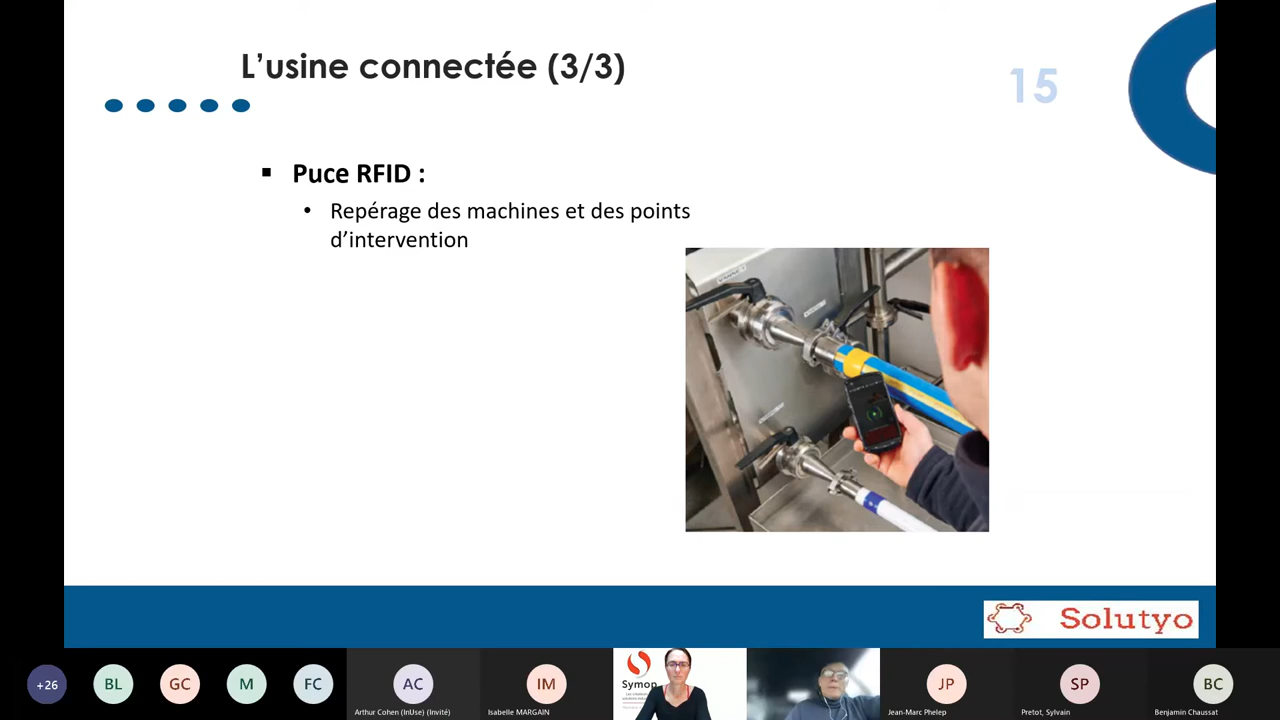 L'usine connectée (3/3)
15
Puce RFID :
Repérage des machines et des points
d'intervention
Solutyo
+26
BL
GC
M
FC
AC
Arthur Cohen (InUse) (Invité)
IM
Isabelle MARGAIN
Symop
JP
Jean-Marc Phelep
SP
Pretot, Sylvain
BC
Benjamin Chaussat